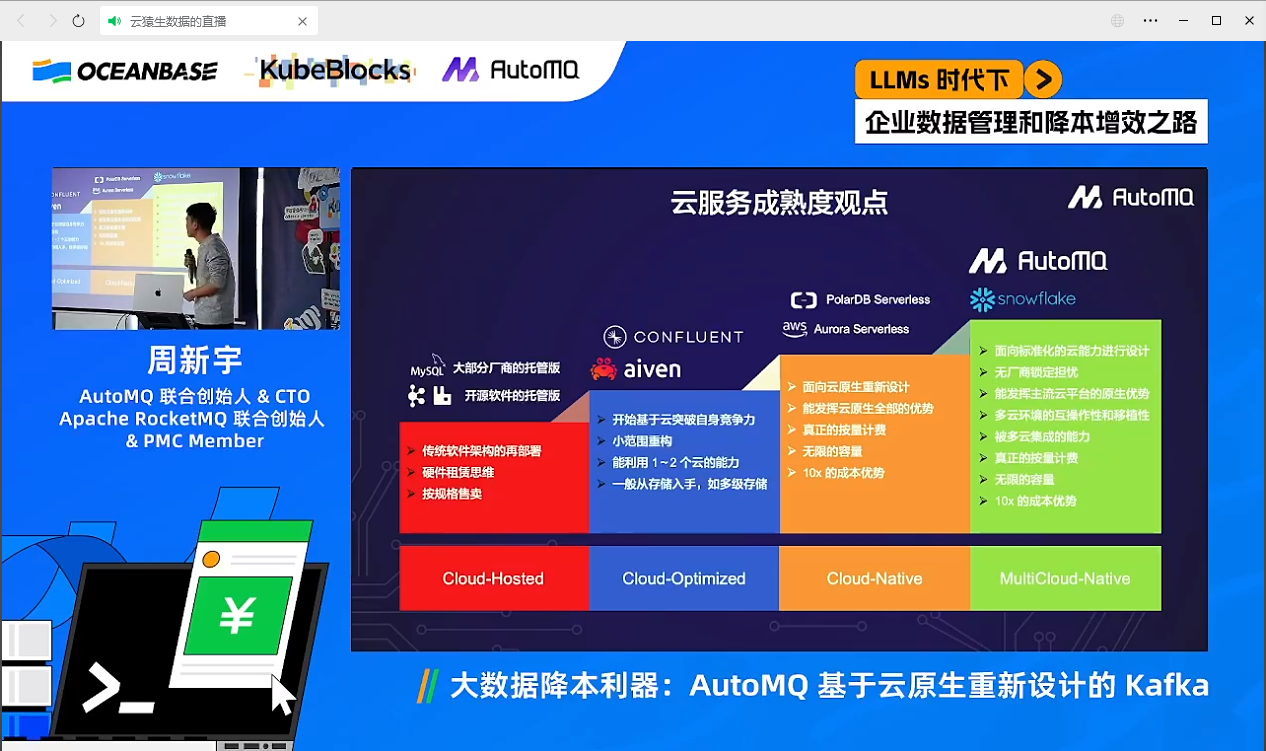 云猿生数据的直播
OCEANBASE
KubeBlocks
AutoMQ
LLMs 时代下
企业数据管理和降本增效之路
周新宇
AutoMQ 联合创始人 & CTO
Apache RocketMQ 联合创始人
& PMC Member
云服务成熟度观点
AutoMQ
MySQL
大部分厂商的托管版
开源软件的托管版
传统软件架构的再部署
硬件租赁思维
按规格售卖
Cloud-Hosted
CONFLUENT
aiven
开始基于云突破自身竞争力
小范围重构
能利用 1~2 个云的能力
一般从存储入手，如多级存储
Cloud-Optimized
PolarDB Serverless
aws Aurora Serverless
面向云原生重新设计
能发挥云原生全部的优势
真正的按量计费
无限的容量
10x 的成本优势
Cloud-Native
AutoMQ
snowflake
面向标准化的云能力进行设计
无厂商锁定担忧
能发挥主流云平台的原生优势
多云环境的互操作性和移植性
被多云集成的能力
真正的按量计费
无限的容量
10x 的成本优势
MultiCloud-Native
¥
>_
大数据降本利器：AutoMQ 基于云原生重新设计的 Kafka